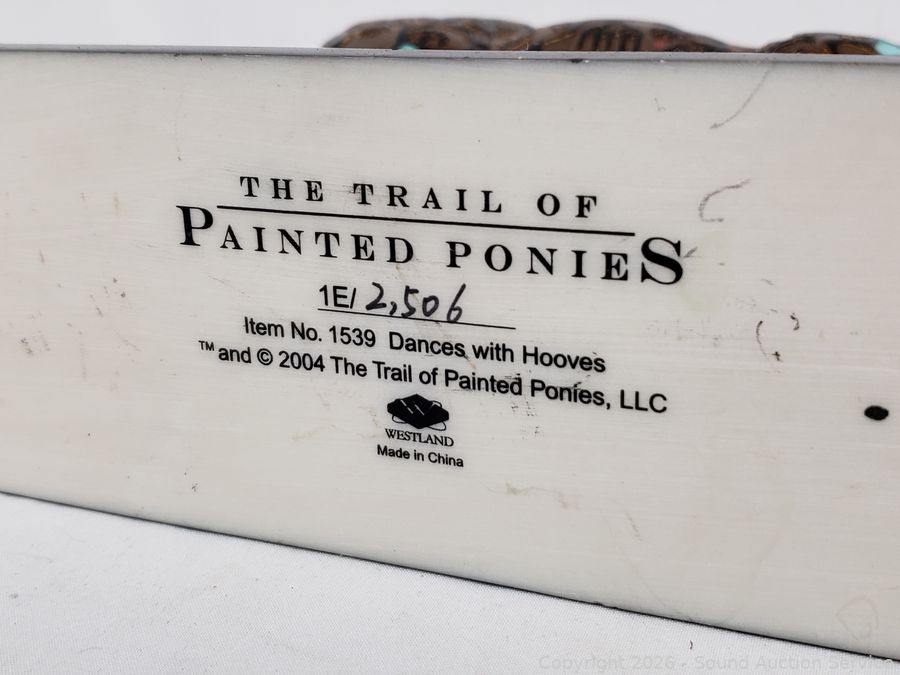 THE TRAIL OF
PAINTED PONIES
1E/ 2,506
Item No. 1539 Dances with Hooves
™ and © 2004 The Trail of Painted Ponies, LLC
WESTLAND
Made in China
Copyright 2026 - Sound Auction Service